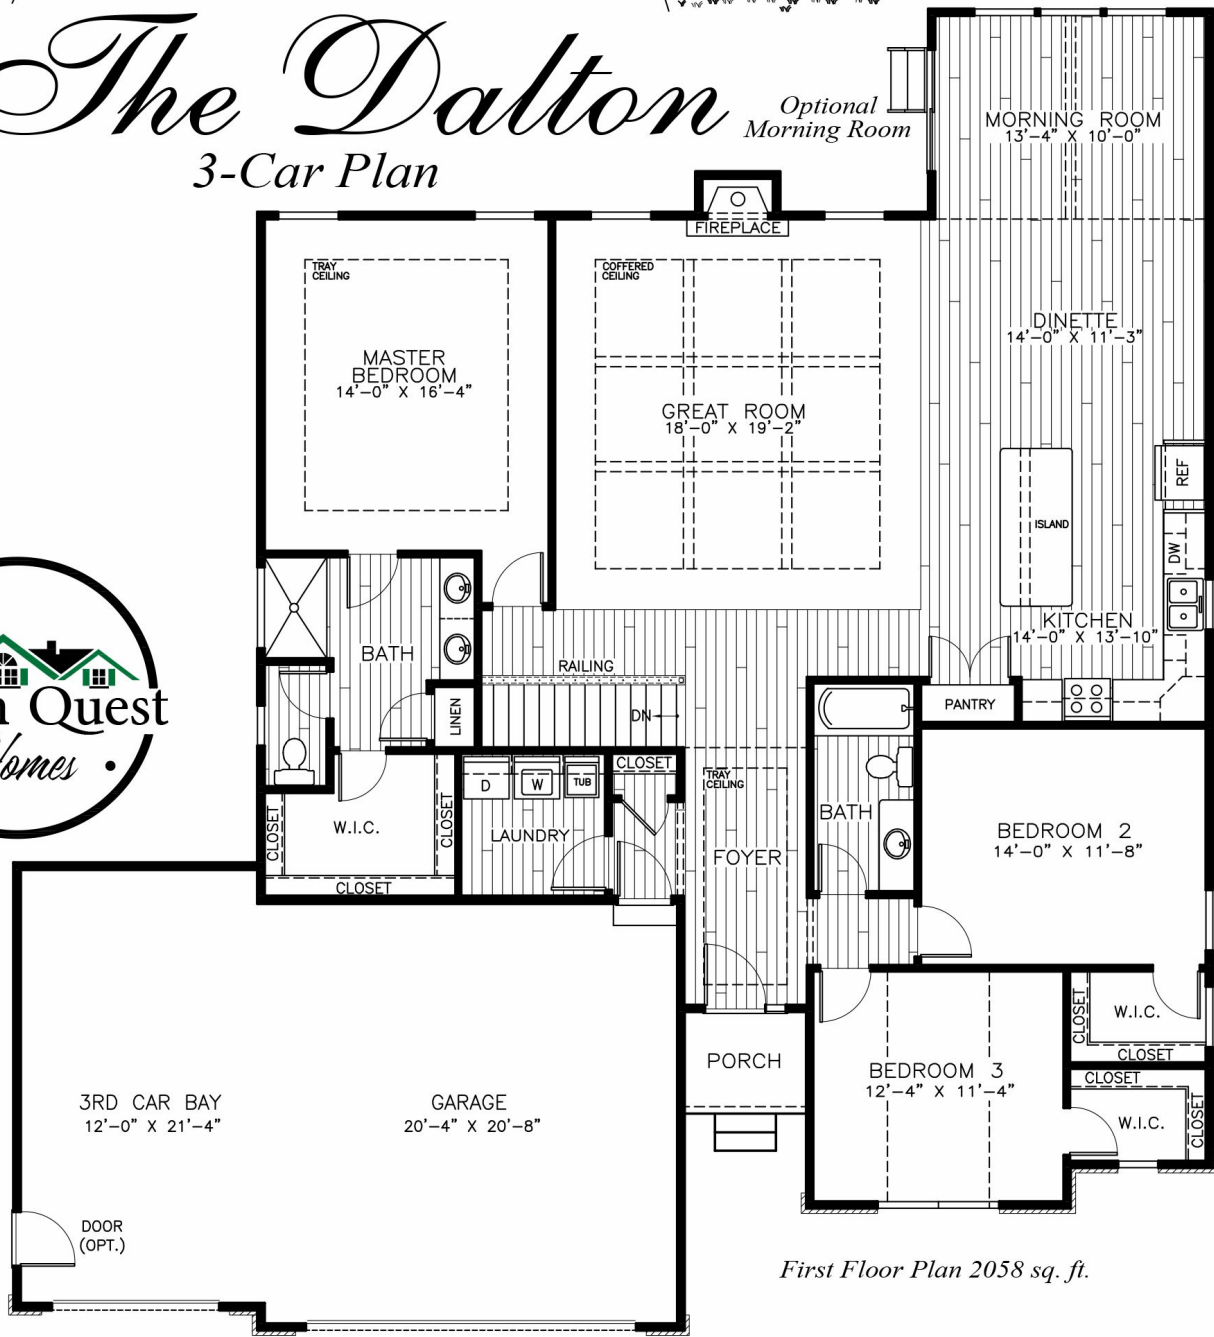 The Dalton
3-Car Plan
Optional
Morning Room
MORNING ROOM
13'-4" X 10'-0"
FIREPLACE
TRAY
CEILING
COFFERED
CEILING
MASTER
BEDROOM
14'-0" X 16'-4"
GREAT ROOM
18'-0" X 19'-2"
DINETTE
14'-0" X 11'-3"
REF
ISLAND
DW
KITCHEN
14'-0" X 13'-10"
BATH
RAILING
LINEN
DN
PANTRY
Quest
Homes
D
W
TUB
CLOSET
LAUNDRY
TRAY
CEILING
FOYER
BATH
BEDROOM 2
14'-0" X 11'-8"
CLOSET
W.I.C.
CLOSET
CLOSET
CLOSET
W.I.C.
CLOSET
PORCH
BEDROOM 3
12'-4" X 11'-4"
CLOSET
W.I.C.
CLOSET
3RD CAR BAY
12'-0" X 21'-4"
GARAGE
20'-4" X 20'-8"
DOOR
(OPT.)
First Floor Plan 2058 sq. ft.